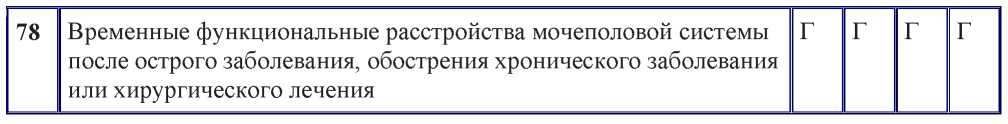 78 Временные функциональные расстройства мочеполовой системы Г Г Г Г
после острого заболевания, обострения хронического заболевания
или хирургического лечения